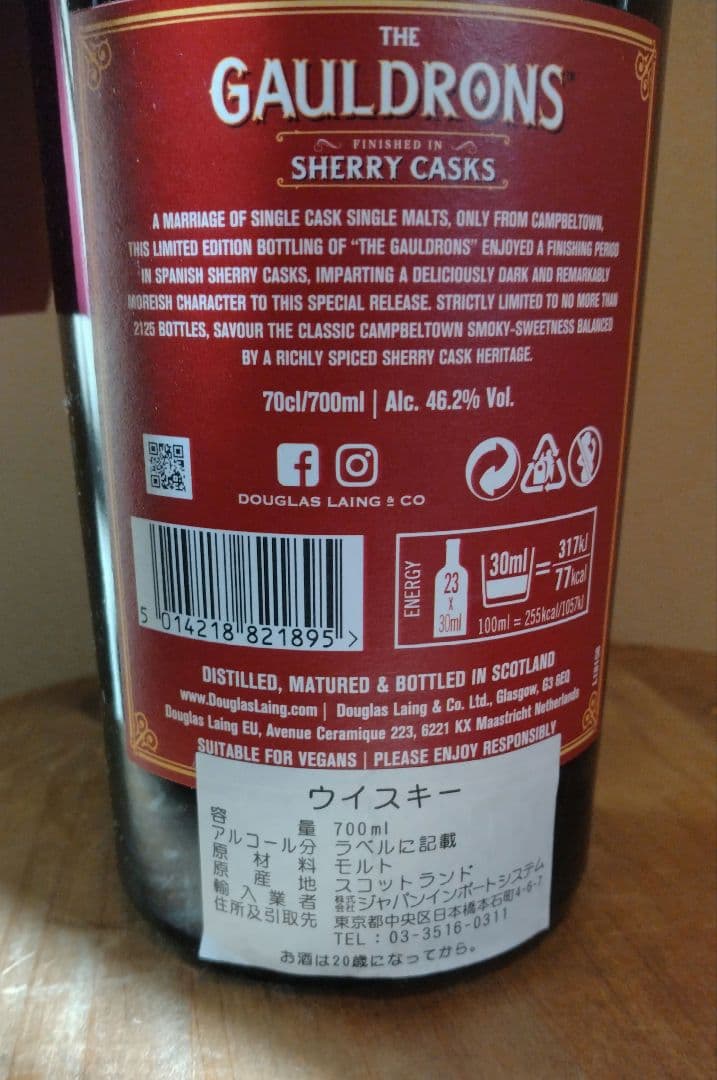 THE
GAULDRONS
FINISHED IN
SHERRY CASKS
A MARRIAGE OF SINGLE CASK SINGLE MALTS, ONLY FROM CAMPBELTOWN,
THIS LIMITED EDITION BOTTLING OF “THE GAULDRONS” ENJOYED A FINISHING PERIOD
IN SPANISH SHERRY CASKS, IMPARTING A DELICIOUSLY DARK AND REMARKABLY
MOREISH CHARACTER TO THIS SPECIAL RELEASE. STRICTLY LIMITED TO NO MORE THAN
2125 BOTTLES, SAVOUR THE CLASSIC CAMPBELTOWN SMOKY-SWEETNESS BALANCED
BY A RICHLY SPICED SHERRY CASK HERITAGE.
70cl/700ml | Alc. 46.2% Vol.
DOUGLAS LAING & CO
5 014218 821895 >
ENERGY
23
x
30ml
30ml
=
317kJ
77kcal
100ml = 255kcal/1057kJ
DISTILLED, MATURED & BOTTLED IN SCOTLAND
www.DouglasLaing.com | Douglas Laing & Co. Ltd., Glasgow, G3 6EQ
Douglas Laing EU, Avenue Ceramique 223, 6221 KX Maastricht Netherlands
SUITABLE FOR VEGANS | PLEASE ENJOY RESPONSIBLY
ウイスキー
容量 700ml
アルコール分 ラベルに記載
原材料 モルト
原産地 スコットランド
輸入業者 株式会社ジャパンインポートシステム
住所及引取先 東京都中央区日本橋本石町4-6-7
TEL : 03-3516-0311
お酒は20歳になってから。